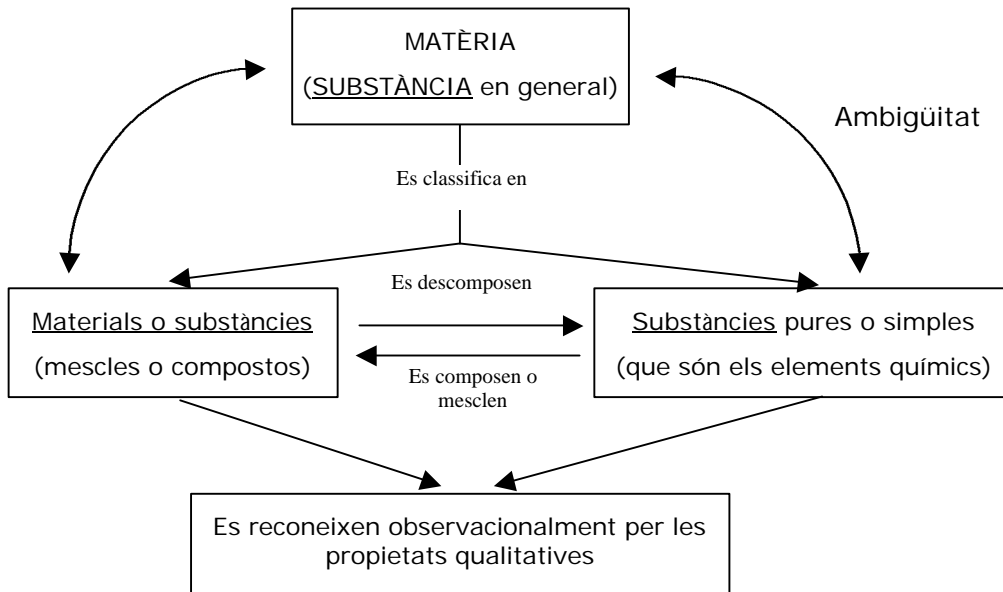 MATÈRIA
(SUBSTÀNCIA en general)
Ambigüitat
Es classifica en
Es descomposen
Materials o substàncies
(mescles o compostos)
Substàncies pures o simples
(que són els elements químics)
Es composen o
mesclen
Es reconeixen observacionalment per les
propietats qualitatives